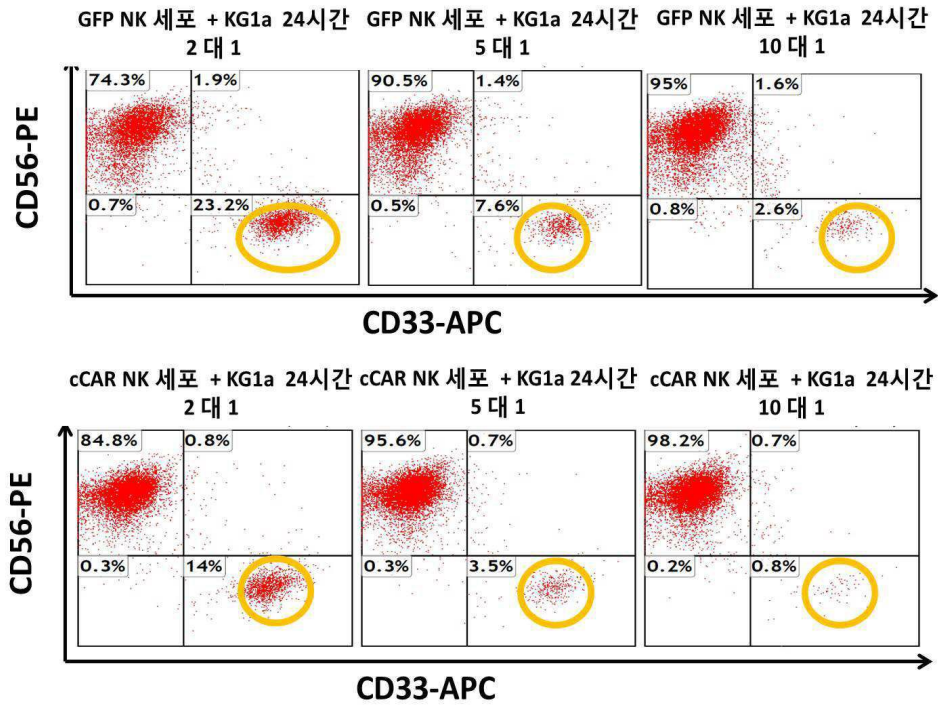 GFP NK 세포 + KG1a 24시간
2 대 1
GFP NK 세포 + KG1a 24시간
5 대 1
GFP NK 세포 + KG1a 24시간
10 대 1
CD56-PE
74.3% 1.9%
0.7% 23.2%
90.5% 1.4%
0.5% 7.6%
95% 1.6%
0.8% 2.6%
CD33-APC
cCAR NK 세포 + KG1a 24시간
2 대 1
cCAR NK 세포 + KG1a 24시간
5 대 1
cCAR NK 세포 + KG1a 24시간
10 대 1
CD56-PE
84.8% 0.8%
0.3% 14%
95.6% 0.7%
0.3% 3.5%
98.2% 0.7%
0.2% 0.8%
CD33-APC